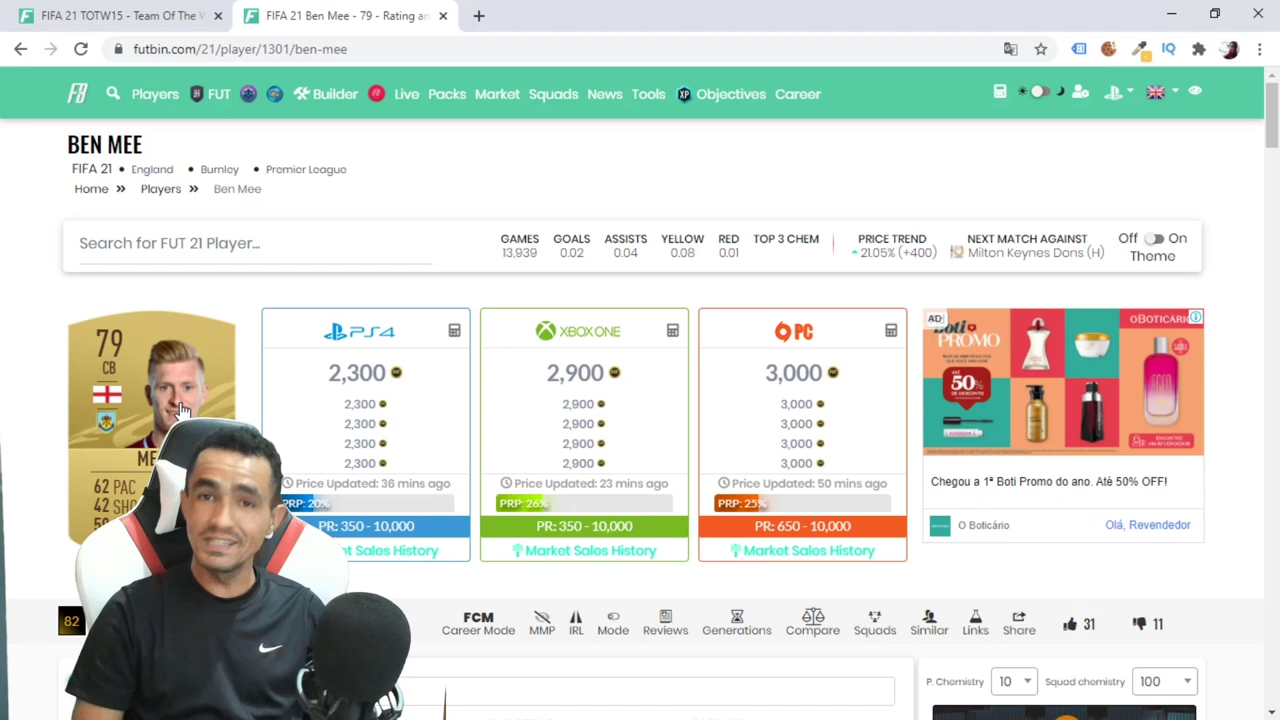 FIFA 21 TOTW15 - Team Of The
FIFA 21 Ben Mee - 79 - Rating an
futbin.com/21/player/1301/ben-mee
Players FUT Builder Live Packs Market Squads News Tools XP Objectives Career
BEN MEE
FIFA 21 • England • Burnley • Premier League
Home » Players » Ben Mee
Search for FUT 21 Player...
GAMES GOALS ASSISTS YELLOW RED TOP 3 CHEM PRICE TREND NEXT MATCH AGAINST Off On
13,939 0.02 0.04 0.08 0.01 21.05% (+400) Milton Keynes Dons (H) Theme
79
CB
62 PAC
42 SHO
PS4
2,300
2,300
2,300
2,300
2,300
Price Updated: 36 mins ago
PRP: 20%
PR: 350 - 10,000
Sales History
XBOX ONE
2,900
2,900
2,900
2,900
2,900
Price Updated: 23 mins ago
PRP: 26%
PR: 350 - 10,000
Market Sales History
PC
3,000
3,000
3,000
3,000
3,000
Price Updated: 50 mins ago
PRP: 25%
PR: 650 - 10,000
Market Sales History
AD
oBOTICÁRIO
Boti
PROMO
ATÉ
50%
DE DESCONTO
Chegou a 1ª Boti Promo do ano. Até 50% OFF!
O Boticário Olá, Revendedor
82
FCM
Career Mode MMP IRL Mode Reviews Generations Compare Squads Similar Links Share 31 11
P. Chemistry 10 Squad chemistry 100